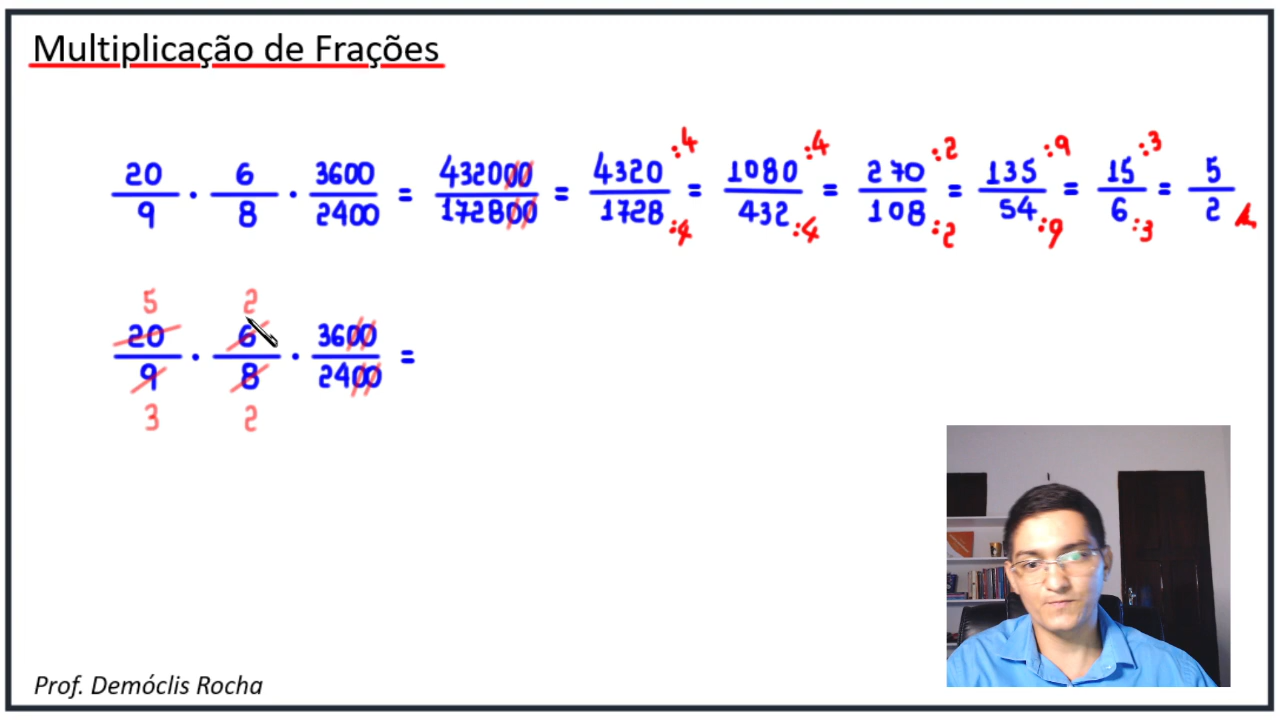 Multiplicação de Frações
20/9 · 6/8 · 3600/2400 = 432000/172800 = 4320:4/1728:4 = 1080:4/432:4 = 270:2/108:2 = 135:9/54:9 = 15:3/6:3 = 5/2
5 2
20/9 · 6/8 · 3600/2400 =
3 2
Prof. Demóclis Rocha